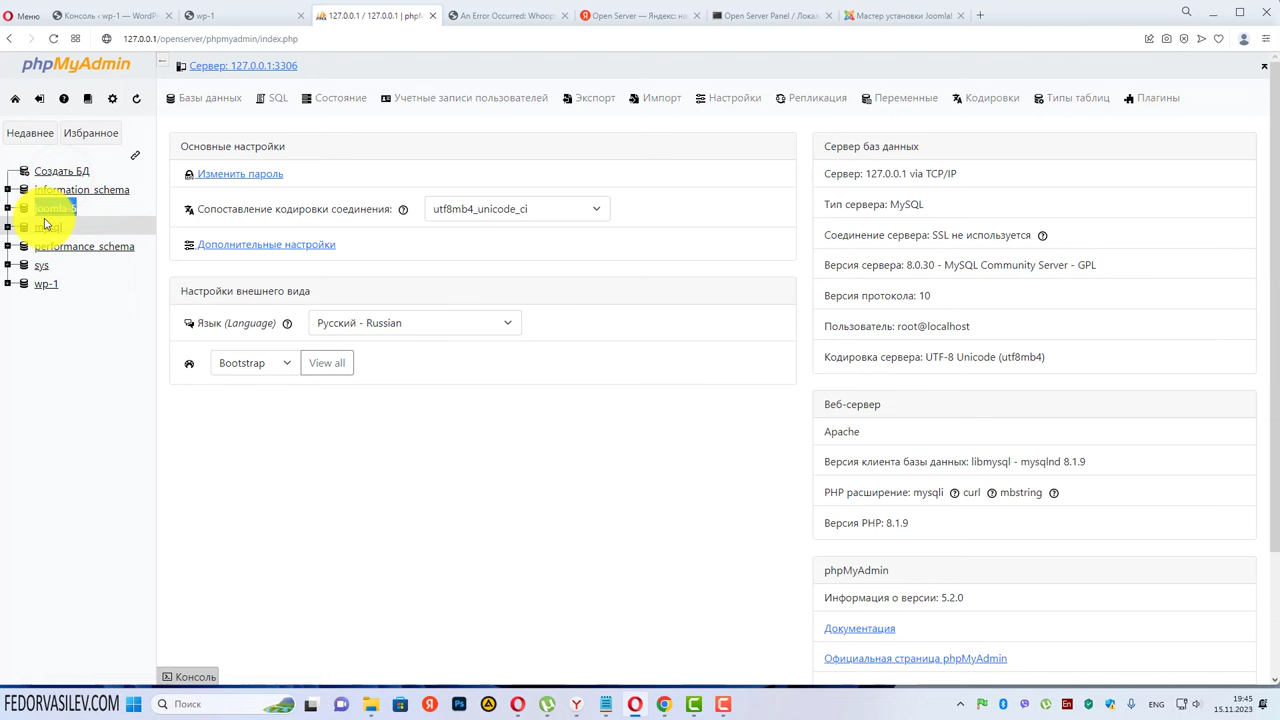 Меню
Консоль ‹ wp-1 — WordP
wp-1
127.0.0.1 / 127.0.0.1 | phpM
An Error Occurred: Whoop
Open Server — Яндекс: на
Open Server Panel / Лока
Мастер установки Joomla!
127.0.0.1/openserver/phpmyadmin/index.php
phpMyAdmin
Недавнее
Избранное
Создать БД
information_schema
joomla-5
mysql
performance_schema
sys
wp-1
Сервер: 127.0.0.1:3306
Базы данных
SQL
Состояние
Учетные записи пользователей
Экспорт
Импорт
Настройки
Репликация
Переменные
Кодировки
Типы таблиц
Плагины
Основные настройки
Изменить пароль
Сопоставление кодировки соединения:
utf8mb4_unicode_ci
Дополнительные настройки
Настройки внешнего вида
Язык (Language)
Русский - Russian
Bootstrap
View all
Сервер баз данных
Сервер: 127.0.0.1 via TCP/IP
Тип сервера: MySQL
Соединение сервера: SSL не используется
Версия сервера: 8.0.30 - MySQL Community Server - GPL
Версия протокола: 10
Пользователь: root@localhost
Кодировка сервера: UTF-8 Unicode (utf8mb4)
Веб-сервер
Apache
Версия клиента базы данных: libmysql - mysqlnd 8.1.9
PHP расширение: mysqli curl mbstring
Версия PHP: 8.1.9
phpMyAdmin
Информация о версии: 5.2.0
Документация
Официальная страница phpMyAdmin
Консоль
FEDORVASILEV.COM
Поиск
ENG
19:45
15.11.2023